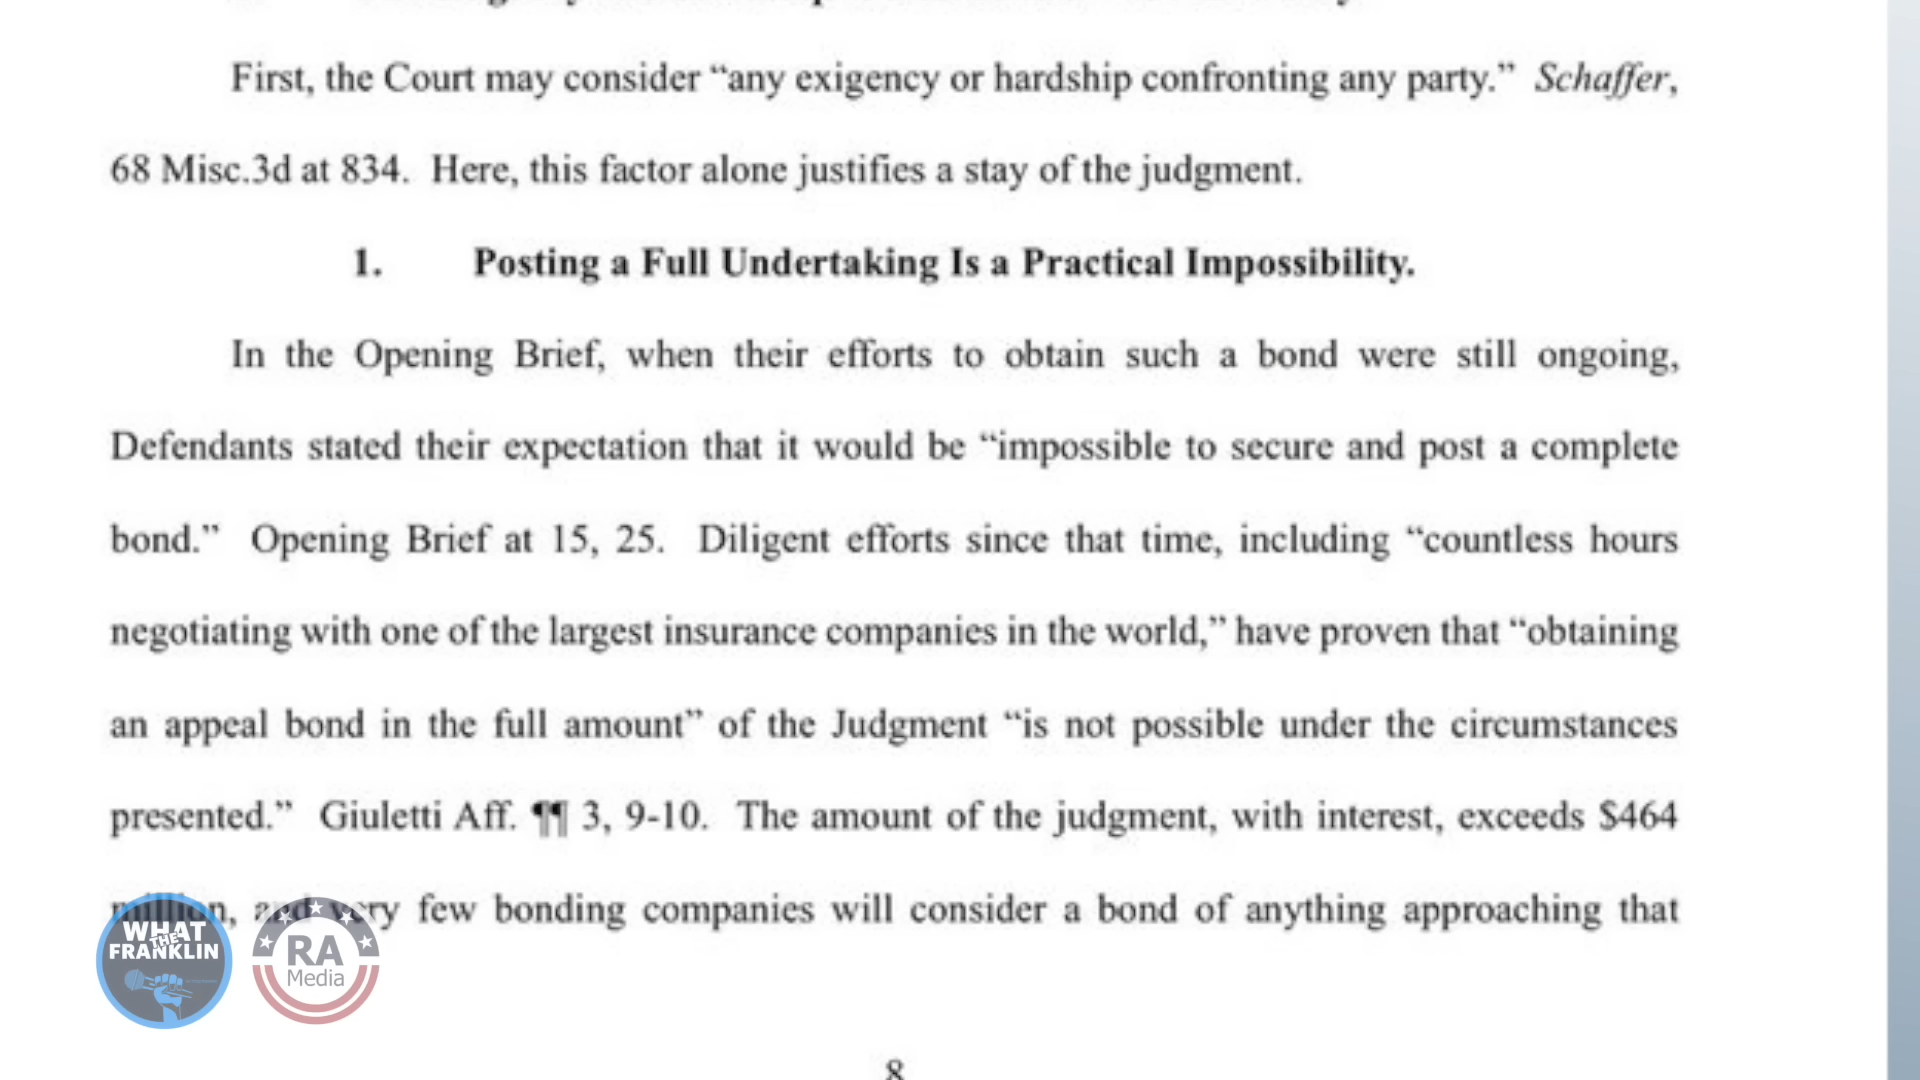 First, the Court may consider “any exigency or hardship confronting any party.” Schaffer,
68 Misc.3d at 834. Here, this factor alone justifies a stay of the judgment.
1. Posting a Full Undertaking Is a Practical Impossibility.
In the Opening Brief, when their efforts to obtain such a bond were still ongoing,
Defendants stated their expectation that it would be “impossible to secure and post a complete
bond.” Opening Brief at 15, 25. Diligent efforts since that time, including “countless hours
negotiating with one of the largest insurance companies in the world,” have proven that “obtaining
an appeal bond in the full amount” of the Judgment “is not possible under the circumstances
presented.” Giuletti Aff. ¶¶ 3, 9-10. The amount of the judgment, with interest, exceeds $464
million, and very few bonding companies will consider a bond of anything approaching that
WHAT
THE
FRANKLIN
RA
Media
8